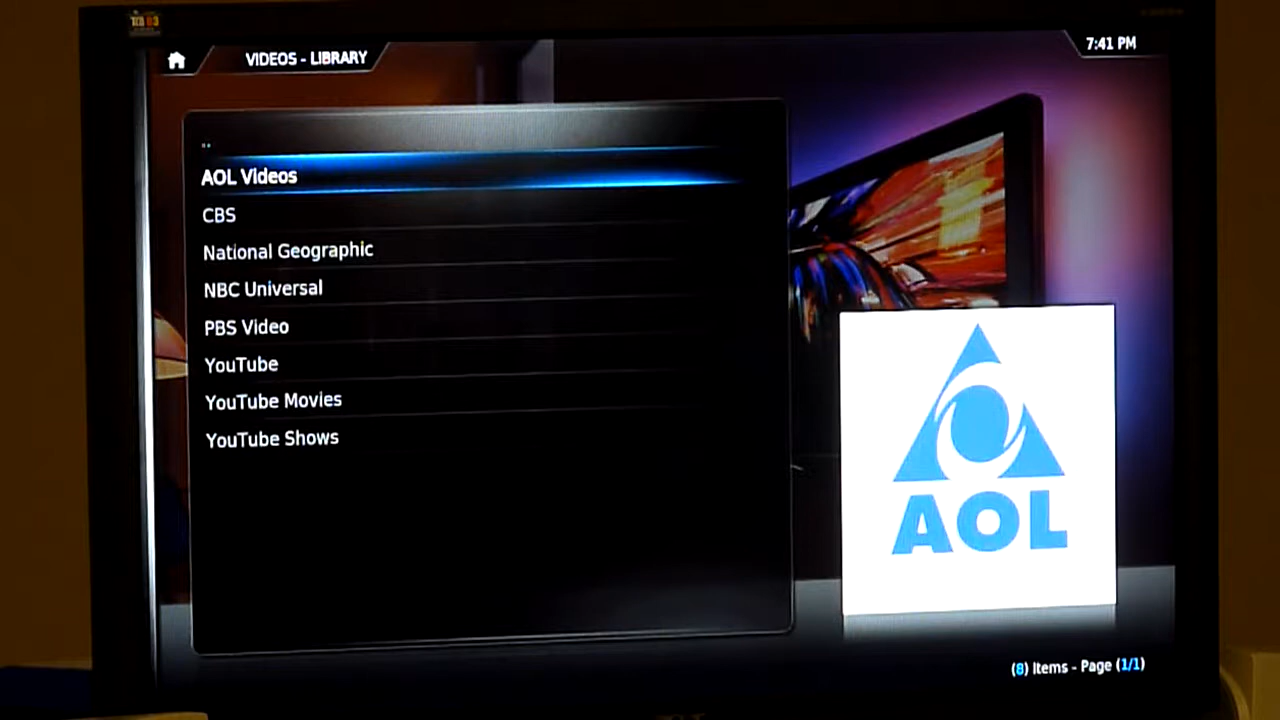 VIDEOS - LIBRARY
7:41 PM
..
AOL Videos
CBS
National Geographic
NBC Universal
PBS Video
YouTube
YouTube Movies
YouTube Shows
AOL
(8) Items - Page (1/1)